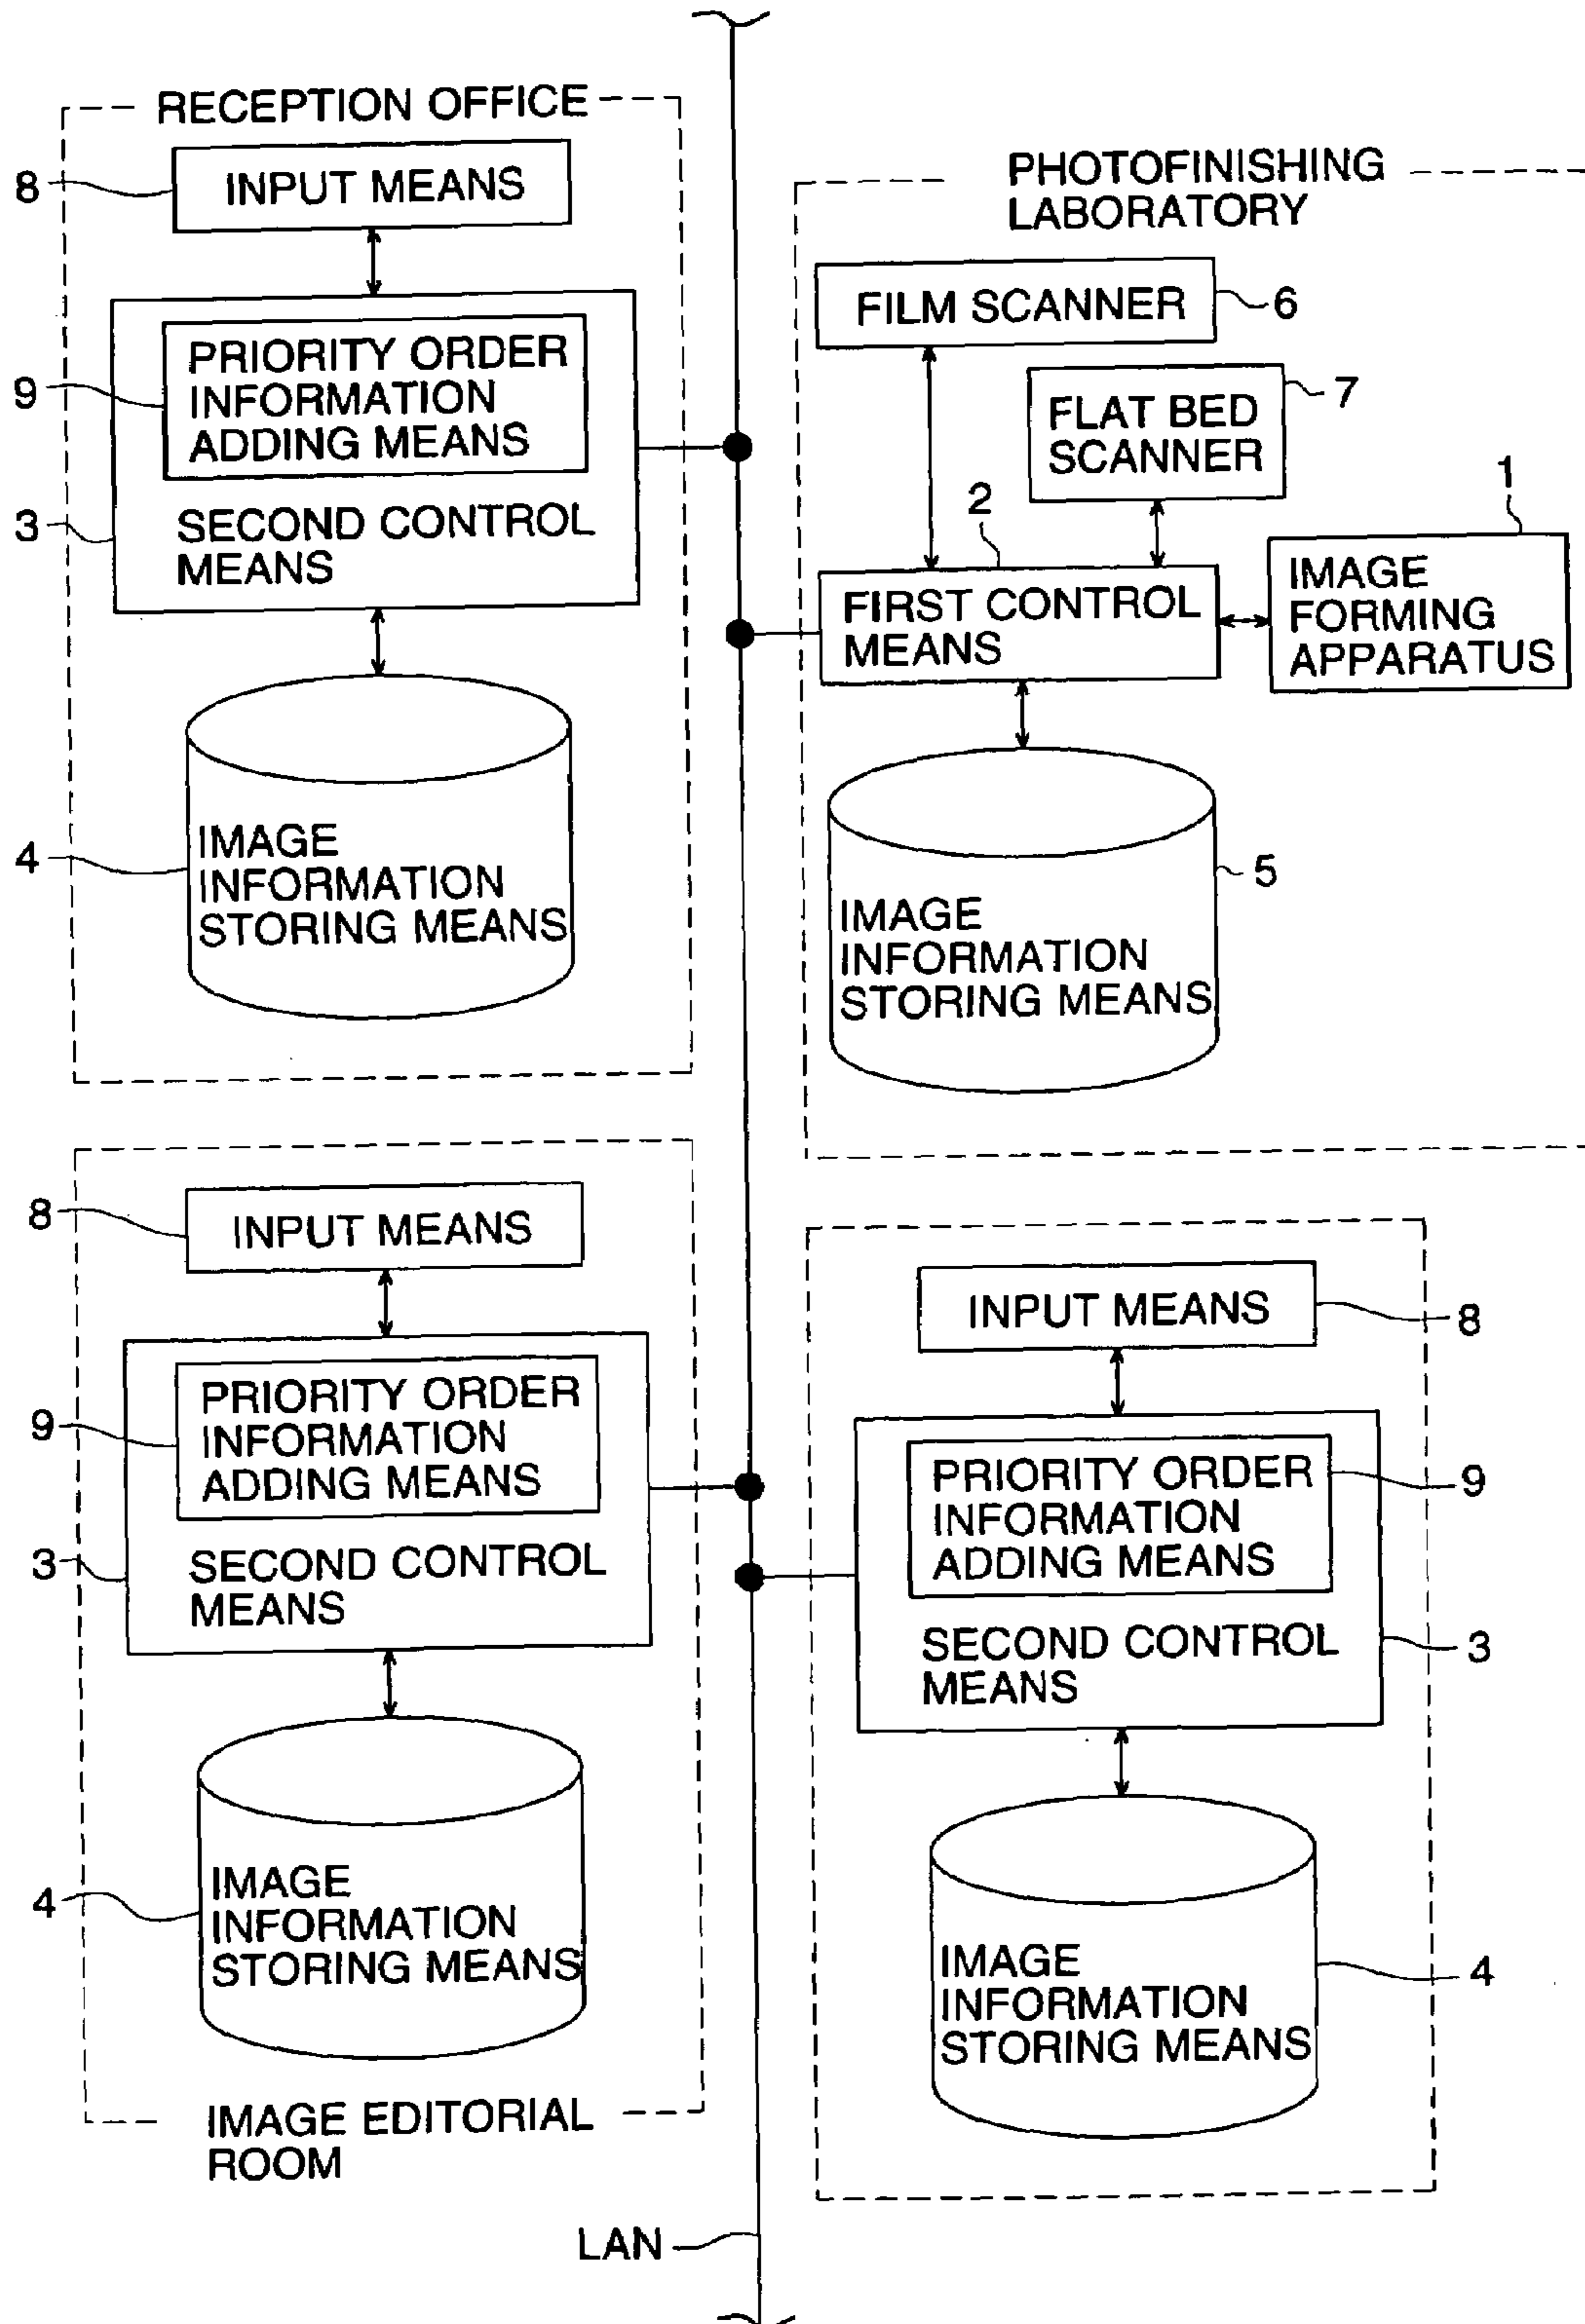 RECEPTION OFFICE
8
INPUT MEANS
9
PRIORITY ORDER
INFORMATION
ADDING MEANS
3
SECOND CONTROL
MEANS
4
IMAGE
INFORMATION
STORING MEANS
PHOTOFINISHING
LABORATORY
FILM SCANNER
6
7
FLAT BED
SCANNER
2
1
FIRST CONTROL
MEANS
IMAGE
FORMING
APPARATUS
5
IMAGE
INFORMATION
STORING MEANS
8
INPUT MEANS
9
PRIORITY ORDER
INFORMATION
ADDING MEANS
3
SECOND CONTROL
MEANS
4
IMAGE
INFORMATION
STORING MEANS
IMAGE EDITORIAL
ROOM
INPUT MEANS
8
PRIORITY ORDER
INFORMATION
ADDING MEANS
9
SECOND CONTROL
MEANS
3
IMAGE
INFORMATION
STORING MEANS
4
LAN